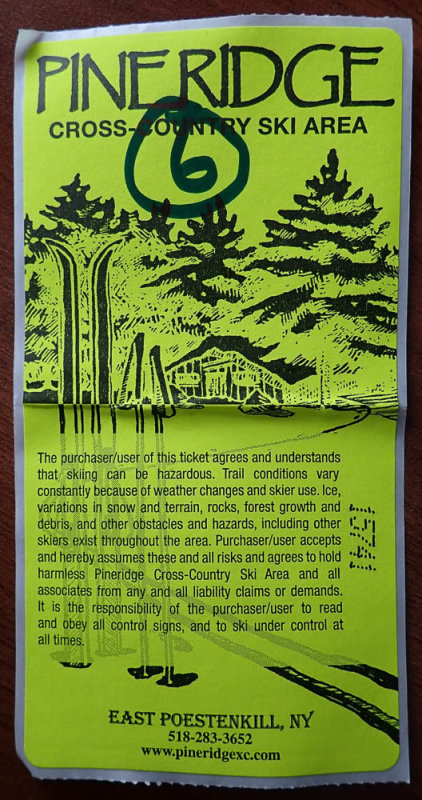 PINERIDGE
CROSS-COUNTRY SKI AREA
6
The purchaser/user of this ticket agrees and understands
that skiing can be hazardous. Trail conditions vary
constantly because of weather changes and skier use. Ice,
variations in snow and terrain, rocks, forest growth and
debris, and other obstacles and hazards, including other
skiers exist throughout the area. Purchaser/user accepts
and hereby assumes these and all risks and agrees to hold
harmless Pineridge Cross-Country Ski Area and all
associates from any and all liability claims or demands.
It is the responsibility of the purchaser/user to read
and obey all control signs, and to ski under control at
all times.
EAST POESTENKILL, NY
518-283-3652
www.pineridgexc.com